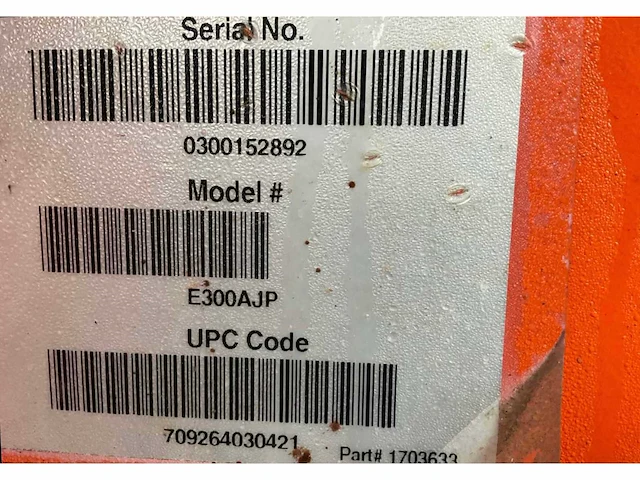 Serial No.
0300152892
Model #
E300AJP
UPC Code
709264030421
Part# 1703633